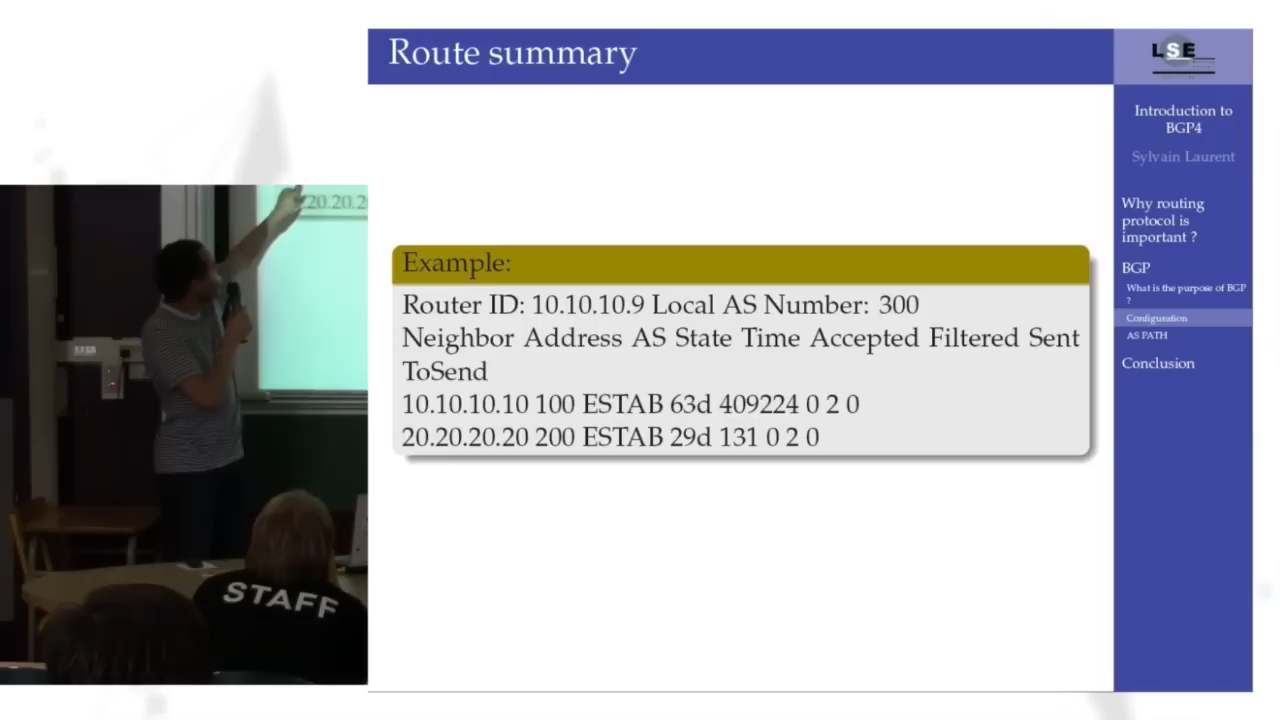 Route summary
LSE
Introduction to
BGP4
Sylvain Laurent
Why routing
protocol is
important ?
BGP
What is the purpose of BGP
?
Configuration
AS PATH
Conclusion
Example:
Router ID: 10.10.10.9 Local AS Number: 300
Neighbor Address AS State Time Accepted Filtered Sent
ToSend
10.10.10.10 100 ESTAB 63d 409224 0 2 0
20.20.20.20 200 ESTAB 29d 131 0 2 0
20.20.2
STAFF